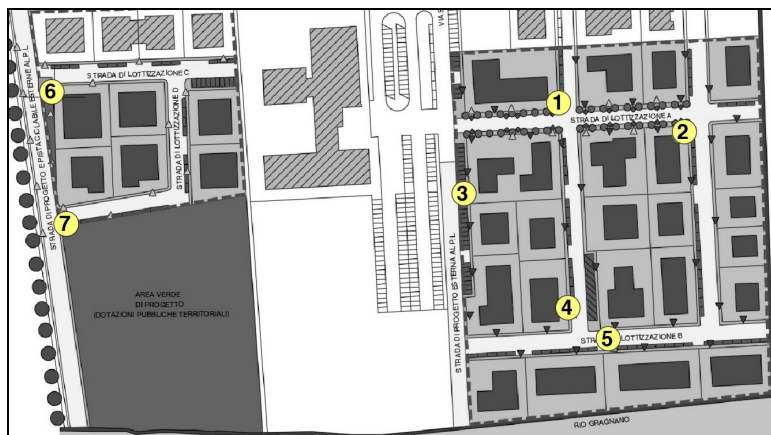 VIA S
STRADA DI LOTTIZZAZIONE C
6
1
STRADA DI LOTTIZZAZIONE A
2
STRADA DI PROGETTO E PISTA CICLABILE ESTERNE AL P.L.
STRADA DI LOTTIZZAZIONE D
3
7
AREA VERDE
DI PROGETTO
(DOTAZIONI PUBBLICHE TERRITORIALI)
STRADA DI PROGETTO ESTERNA AL P.L.
4
5
STRADA DI LOTTIZZAZIONE B
RIO GRAGNANO